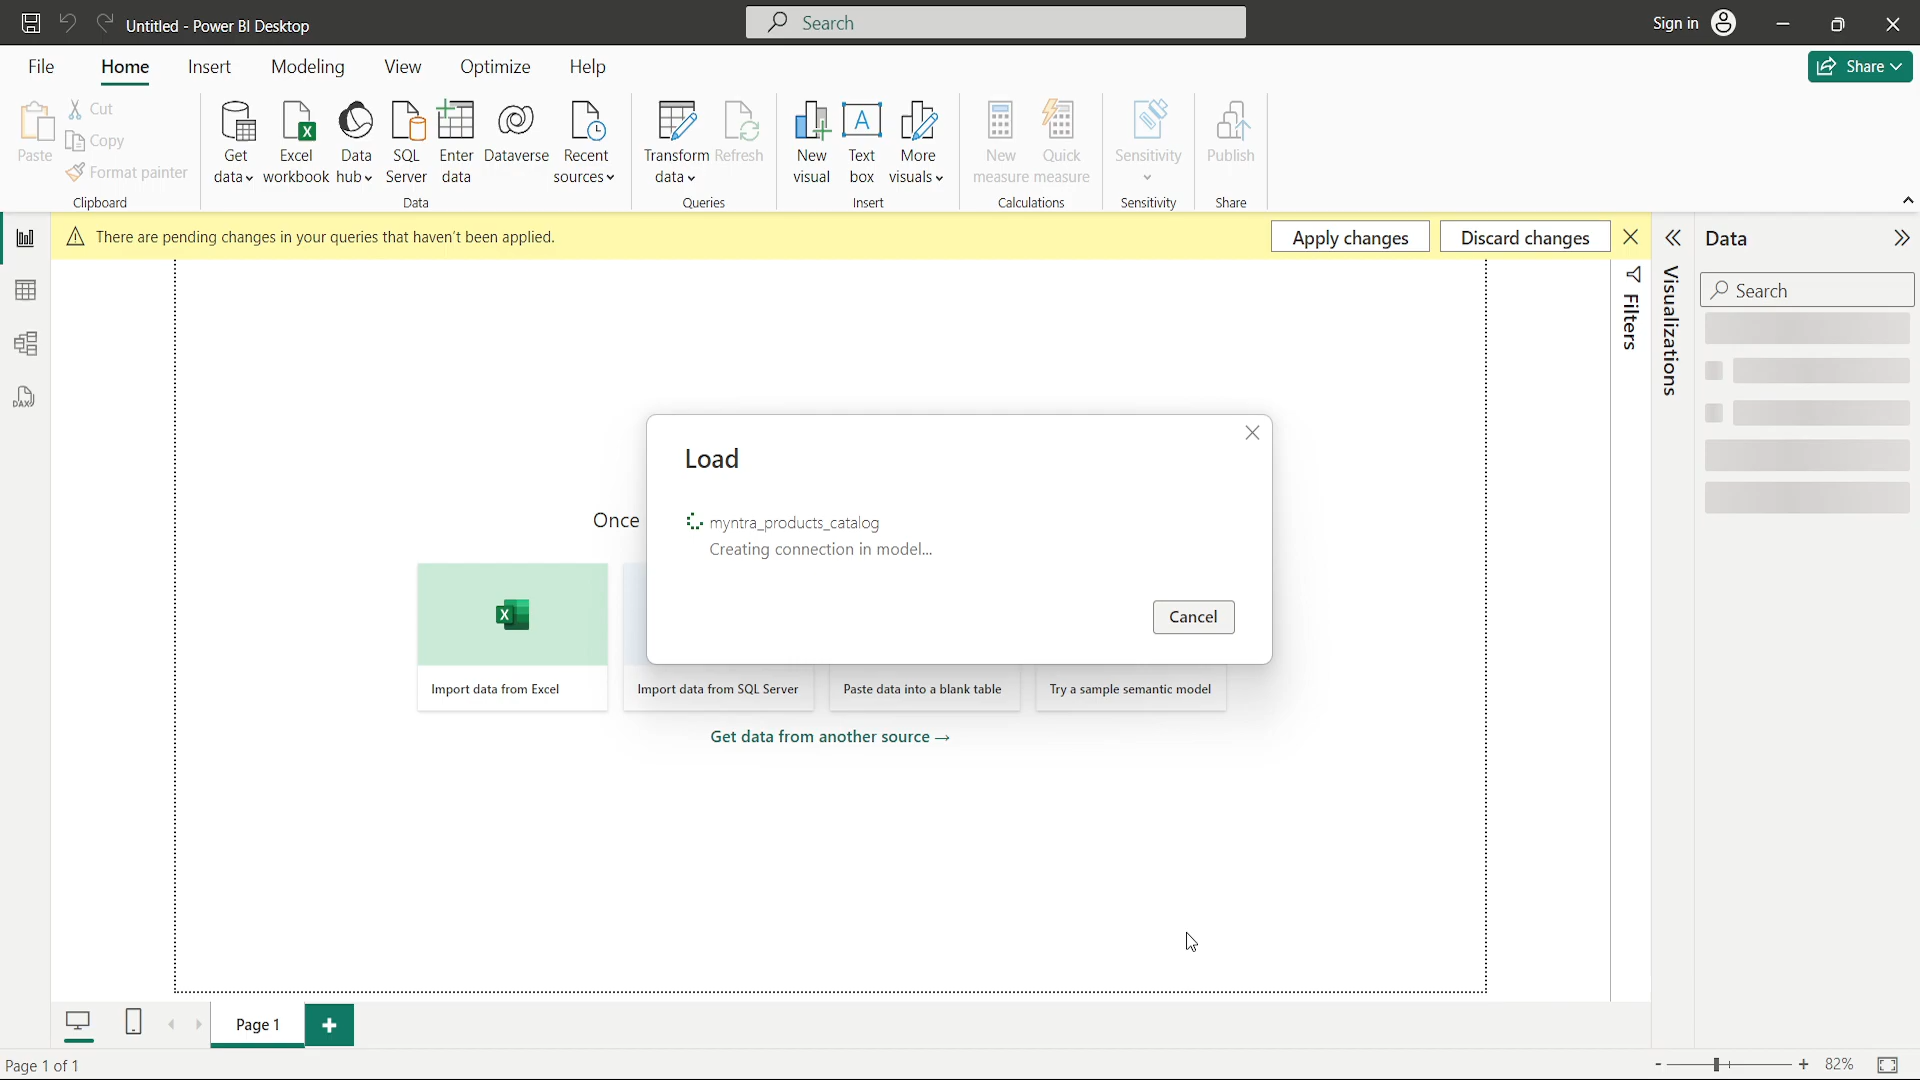 Untitled - Power BI Desktop
Search
Sign in
File Home Insert Modeling View Optimize Help
Share
Paste
Cut
Copy
Format painter
Clipboard
Get data
Excel workbook
Data hub
SQL Server
Enter data
Dataverse
Recent sources
Data
Transform data
Refresh
Queries
New visual
Text box
More visuals
Insert
New measure
Quick measure
Calculations
Sensitivity
Sensitivity
Publish
Share
There are pending changes in your queries that haven't been applied.
Apply changes
Discard changes
Filters
Visualizations
Data
Search
DAX
Load
myntra_products_catalog
Creating connection in model...
Cancel
Once
A
X
X
Import data from Excel
Import data from SQL Server
Paste data into a blank table
Try a sample semantic model
Get data from another source →
Page 1
+
Page 1 of 1
- + 82%